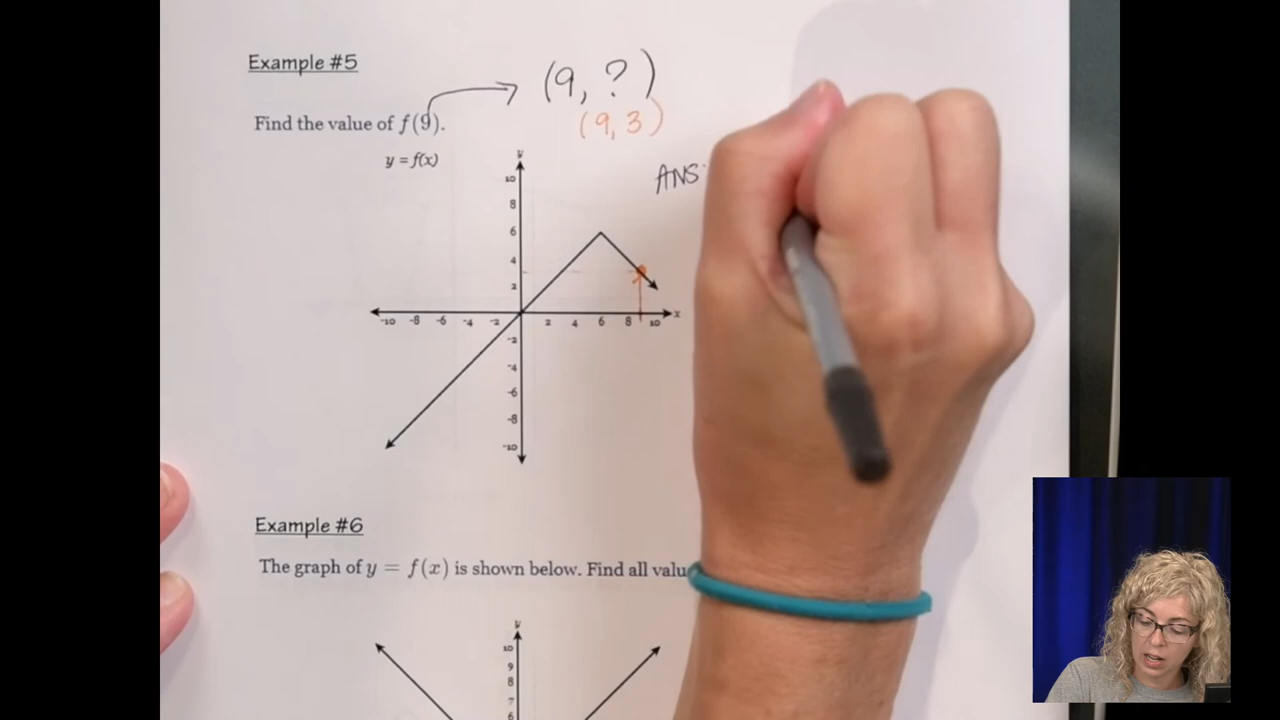 Example #5
(9, ?)
Find the value of f(9).
(9, 3)
y = f(x)
y
ANS
10
8
6
4
2
-10 -8 -6 -4 -2 2 4 6 8 10 x
-2
-4
-6
-8
-10
Example #6
The graph of y = f(x) is shown below. Find all
y
10
9
8
7
6